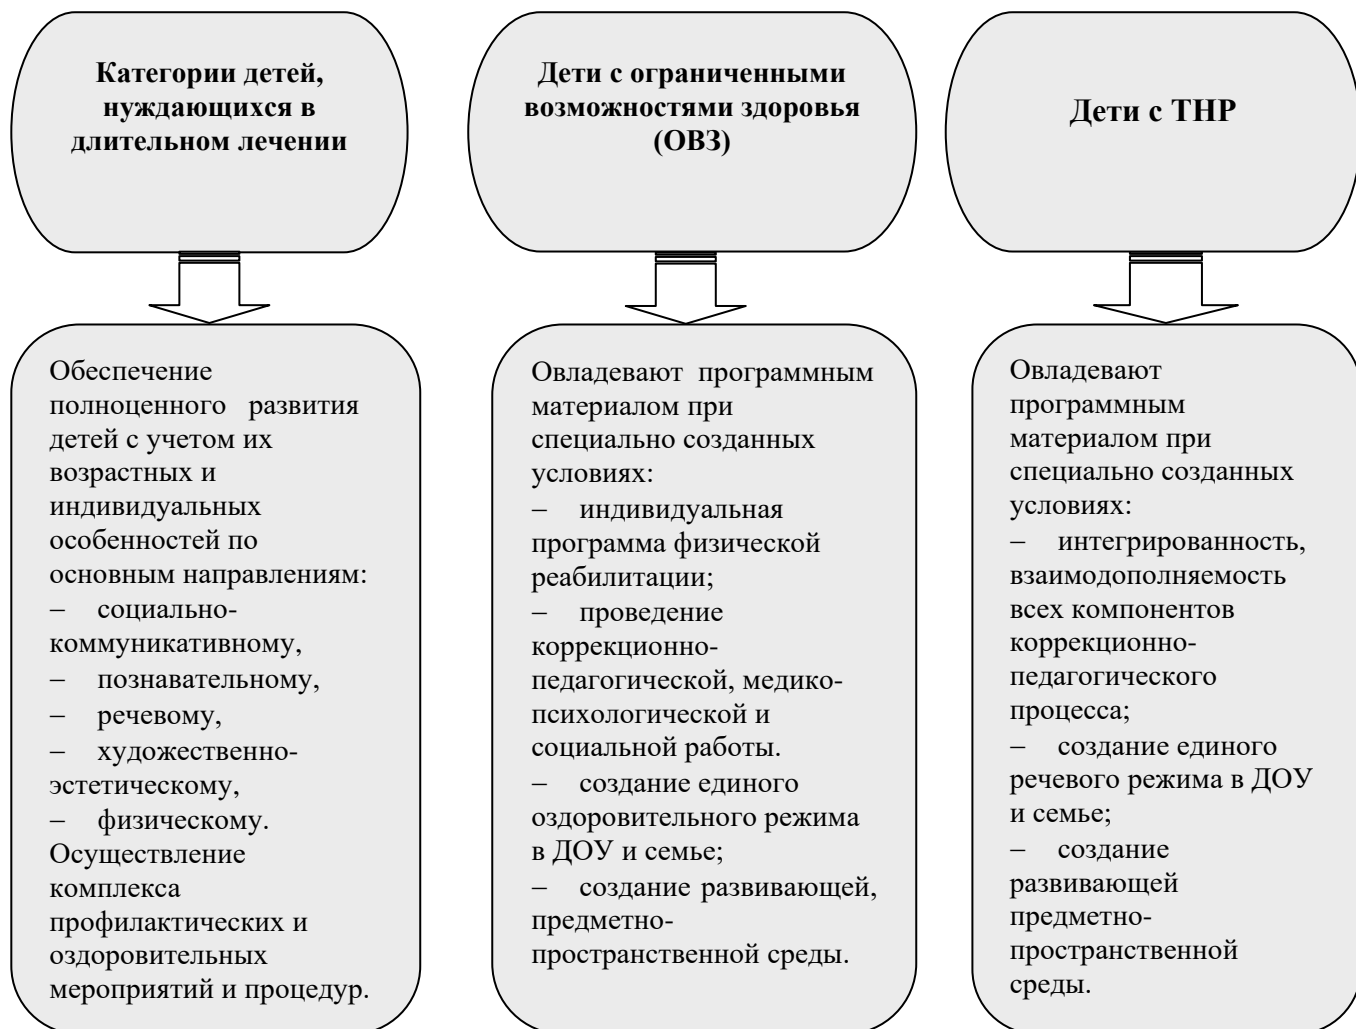 Категории детей,
нуждающихся в
длительном лечении
Обеспечение
полноценного развития
детей с учетом их
возрастных и
индивидуальных
особенностей по
основным направлениям:
– социально-
коммуникативному,
– познавательному,
– речевому,
– художественно-
эстетическому,
– физическому.
Осуществление
комплекса
профилактических и
оздоровительных
мероприятий и процедур.
Дети с ограниченными
возможностями здоровья
(ОВЗ)
Овладевают программным
материалом при
специально созданных
условиях:
– индивидуальная
программа физической
реабилитации;
– проведение
коррекционно-
педагогической, медико-
психологической и
социальной работы.
– создание единого
оздоровительного режима
в ДОУ и семье;
– создание развивающей,
предметно-
пространственной среды.
Дети с ТНР
Овладевают
программным
материалом при
специально созданных
условиях:
– интегрированность,
взаимодополняемость
всех компонентов
коррекционно-
педагогического
процесса;
– создание единого
речевого режима в ДОУ
и семье;
– создание
развивающей
предметно-
пространственной
среды.